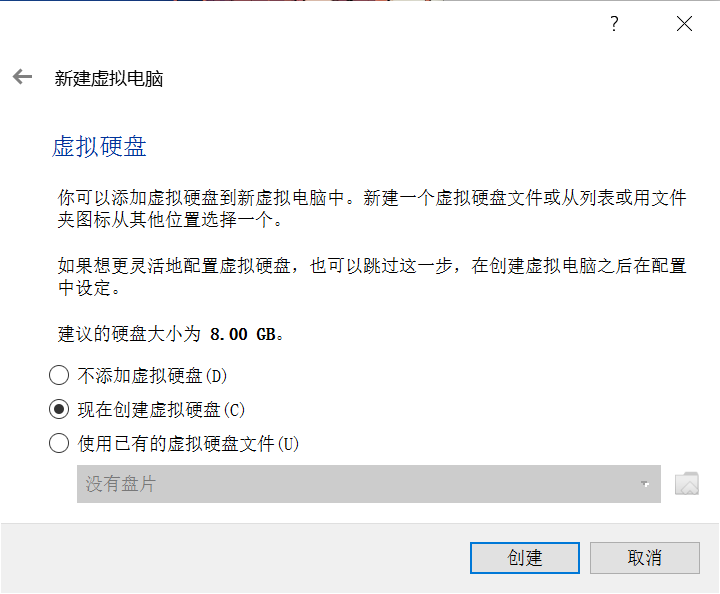 ?
新建虚拟电脑
虚拟硬盘
你可以添加虚拟硬盘到新虚拟电脑中。新建一个虚拟硬盘文件或从列表或用文件
夹图标从其他位置选择一个。
如果想更灵活地配置虚拟硬盘，也可以跳过这一步，在创建虚拟电脑之后在配置
中设定。
建议的硬盘大小为 8.00 GB。
不添加虚拟硬盘(D)
现在创建虚拟硬盘(C)
使用已有的虚拟硬盘文件(U)
没有盘片
创建
取消